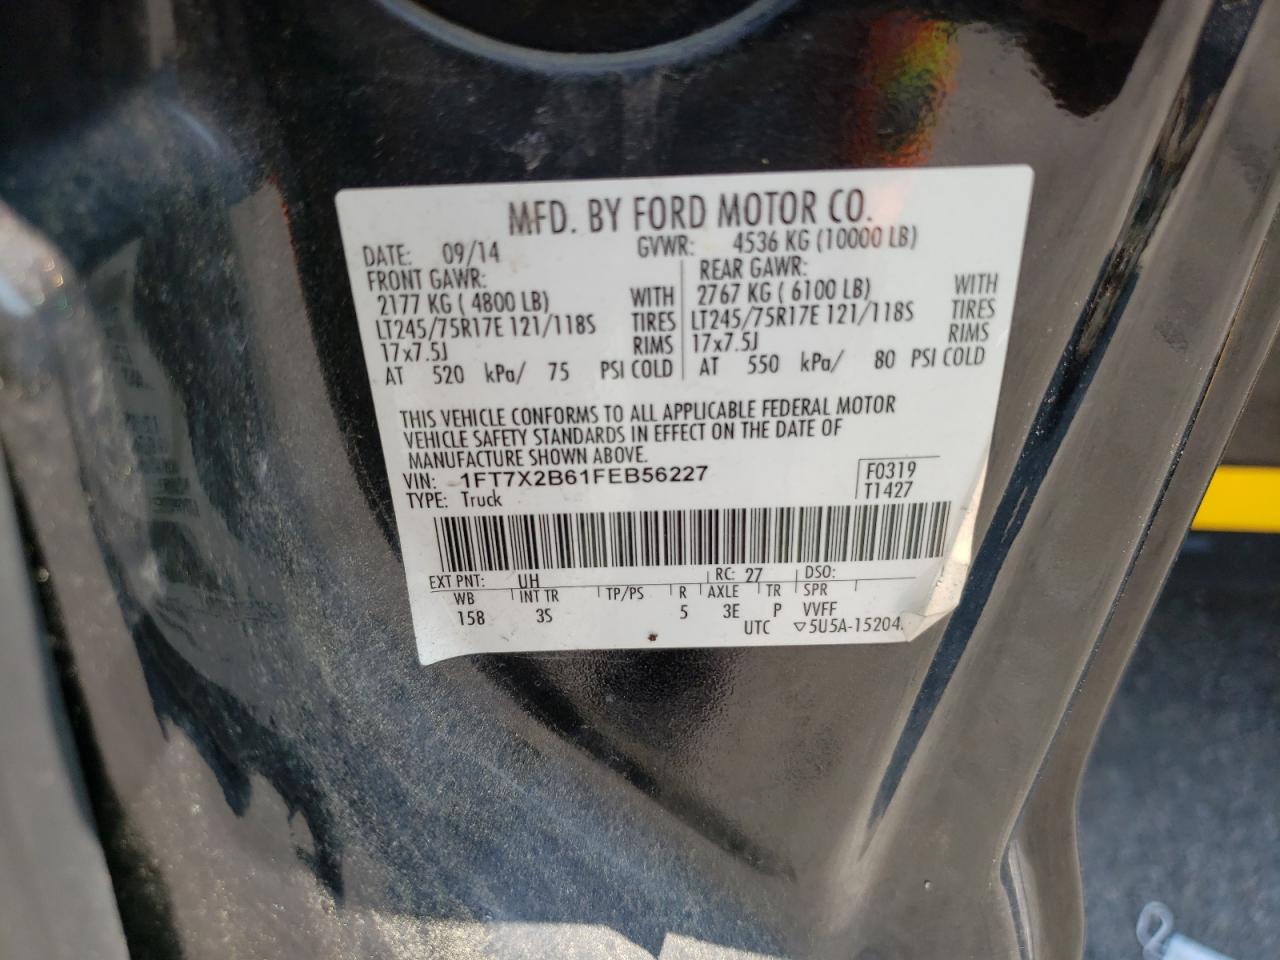 MFD. BY FORD MOTOR CO.
DATE: 09/14 GVWR: 4536 KG (10000 LB)
FRONT GAWR: REAR GAWR:
2177 KG ( 4800 LB) WITH 2767 KG ( 6100 LB) WITH
LT245/75R17E 121/118S TIRES LT245/75R17E 121/118S TIRES
17x7.5J RIMS 17x7.5J RIMS
AT 520 kPa/ 75 PSI COLD AT 550 kPa/ 80 PSI COLD
THIS VEHICLE CONFORMS TO ALL APPLICABLE FEDERAL MOTOR
VEHICLE SAFETY STANDARDS IN EFFECT ON THE DATE OF
MANUFACTURE SHOWN ABOVE.
VIN: 1FT7X2B61FEB56227 F0319
TYPE: Truck T1427
EXT PNT: UH RC: 27 DSO:
WB INT TR TP/PS R AXLE TR SPR
158 3S 5 3E P VVFF
UTC ▽5U5A-15204